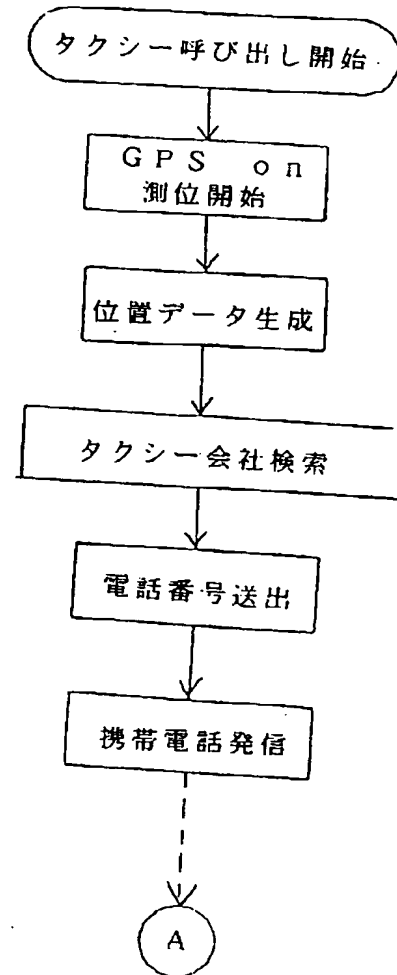 タクシー呼び出し開始
GPS on
測位開始
位置データ生成
タクシー会社検索
電話番号送出
携帯電話発信
A